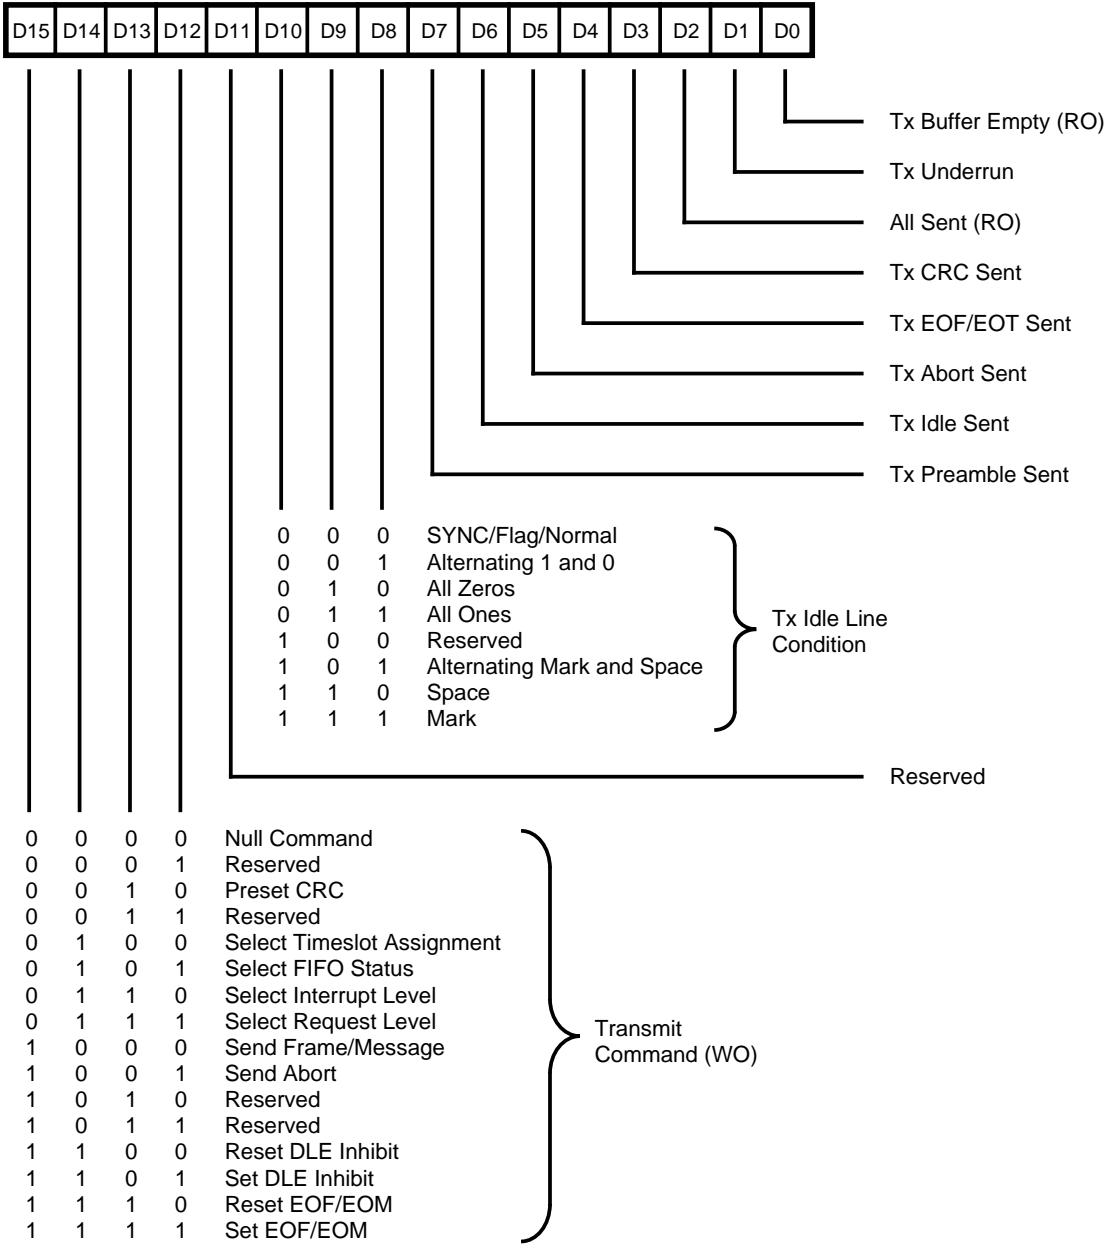 D15 D14 D13 D12 D11 D10 D9 D8 D7 D6 D5 D4 D3 D2 D1 D0
Tx Buffer Empty (RO)
Tx Underrun
All Sent (RO)
Tx CRC Sent
Tx EOF/EOT Sent
Tx Abort Sent
Tx Idle Sent
Tx Preamble Sent
0 0 0 SYNC/Flag/Normal
0 0 1 Alternating 1 and 0
0 1 0 All Zeros
0 1 1 All Ones
1 0 0 Reserved
1 0 1 Alternating Mark and Space
1 1 0 Space
1 1 1 Mark
Tx Idle Line
Condition
Reserved
0 0 0 0 Null Command
0 0 0 1 Reserved
0 0 1 0 Preset CRC
0 0 1 1 Reserved
0 1 0 0 Select Timeslot Assignment
0 1 0 1 Select FIFO Status
0 1 1 0 Select Interrupt Level
0 1 1 1 Select Request Level
1 0 0 0 Send Frame/Message
1 0 0 1 Send Abort
1 0 1 0 Reserved
1 0 1 1 Reserved
1 1 0 0 Reset DLE Inhibit
1 1 0 1 Set DLE Inhibit
1 1 1 0 Reset EOF/EOM
1 1 1 1 Set EOF/EOM
Transmit
Command (WO)